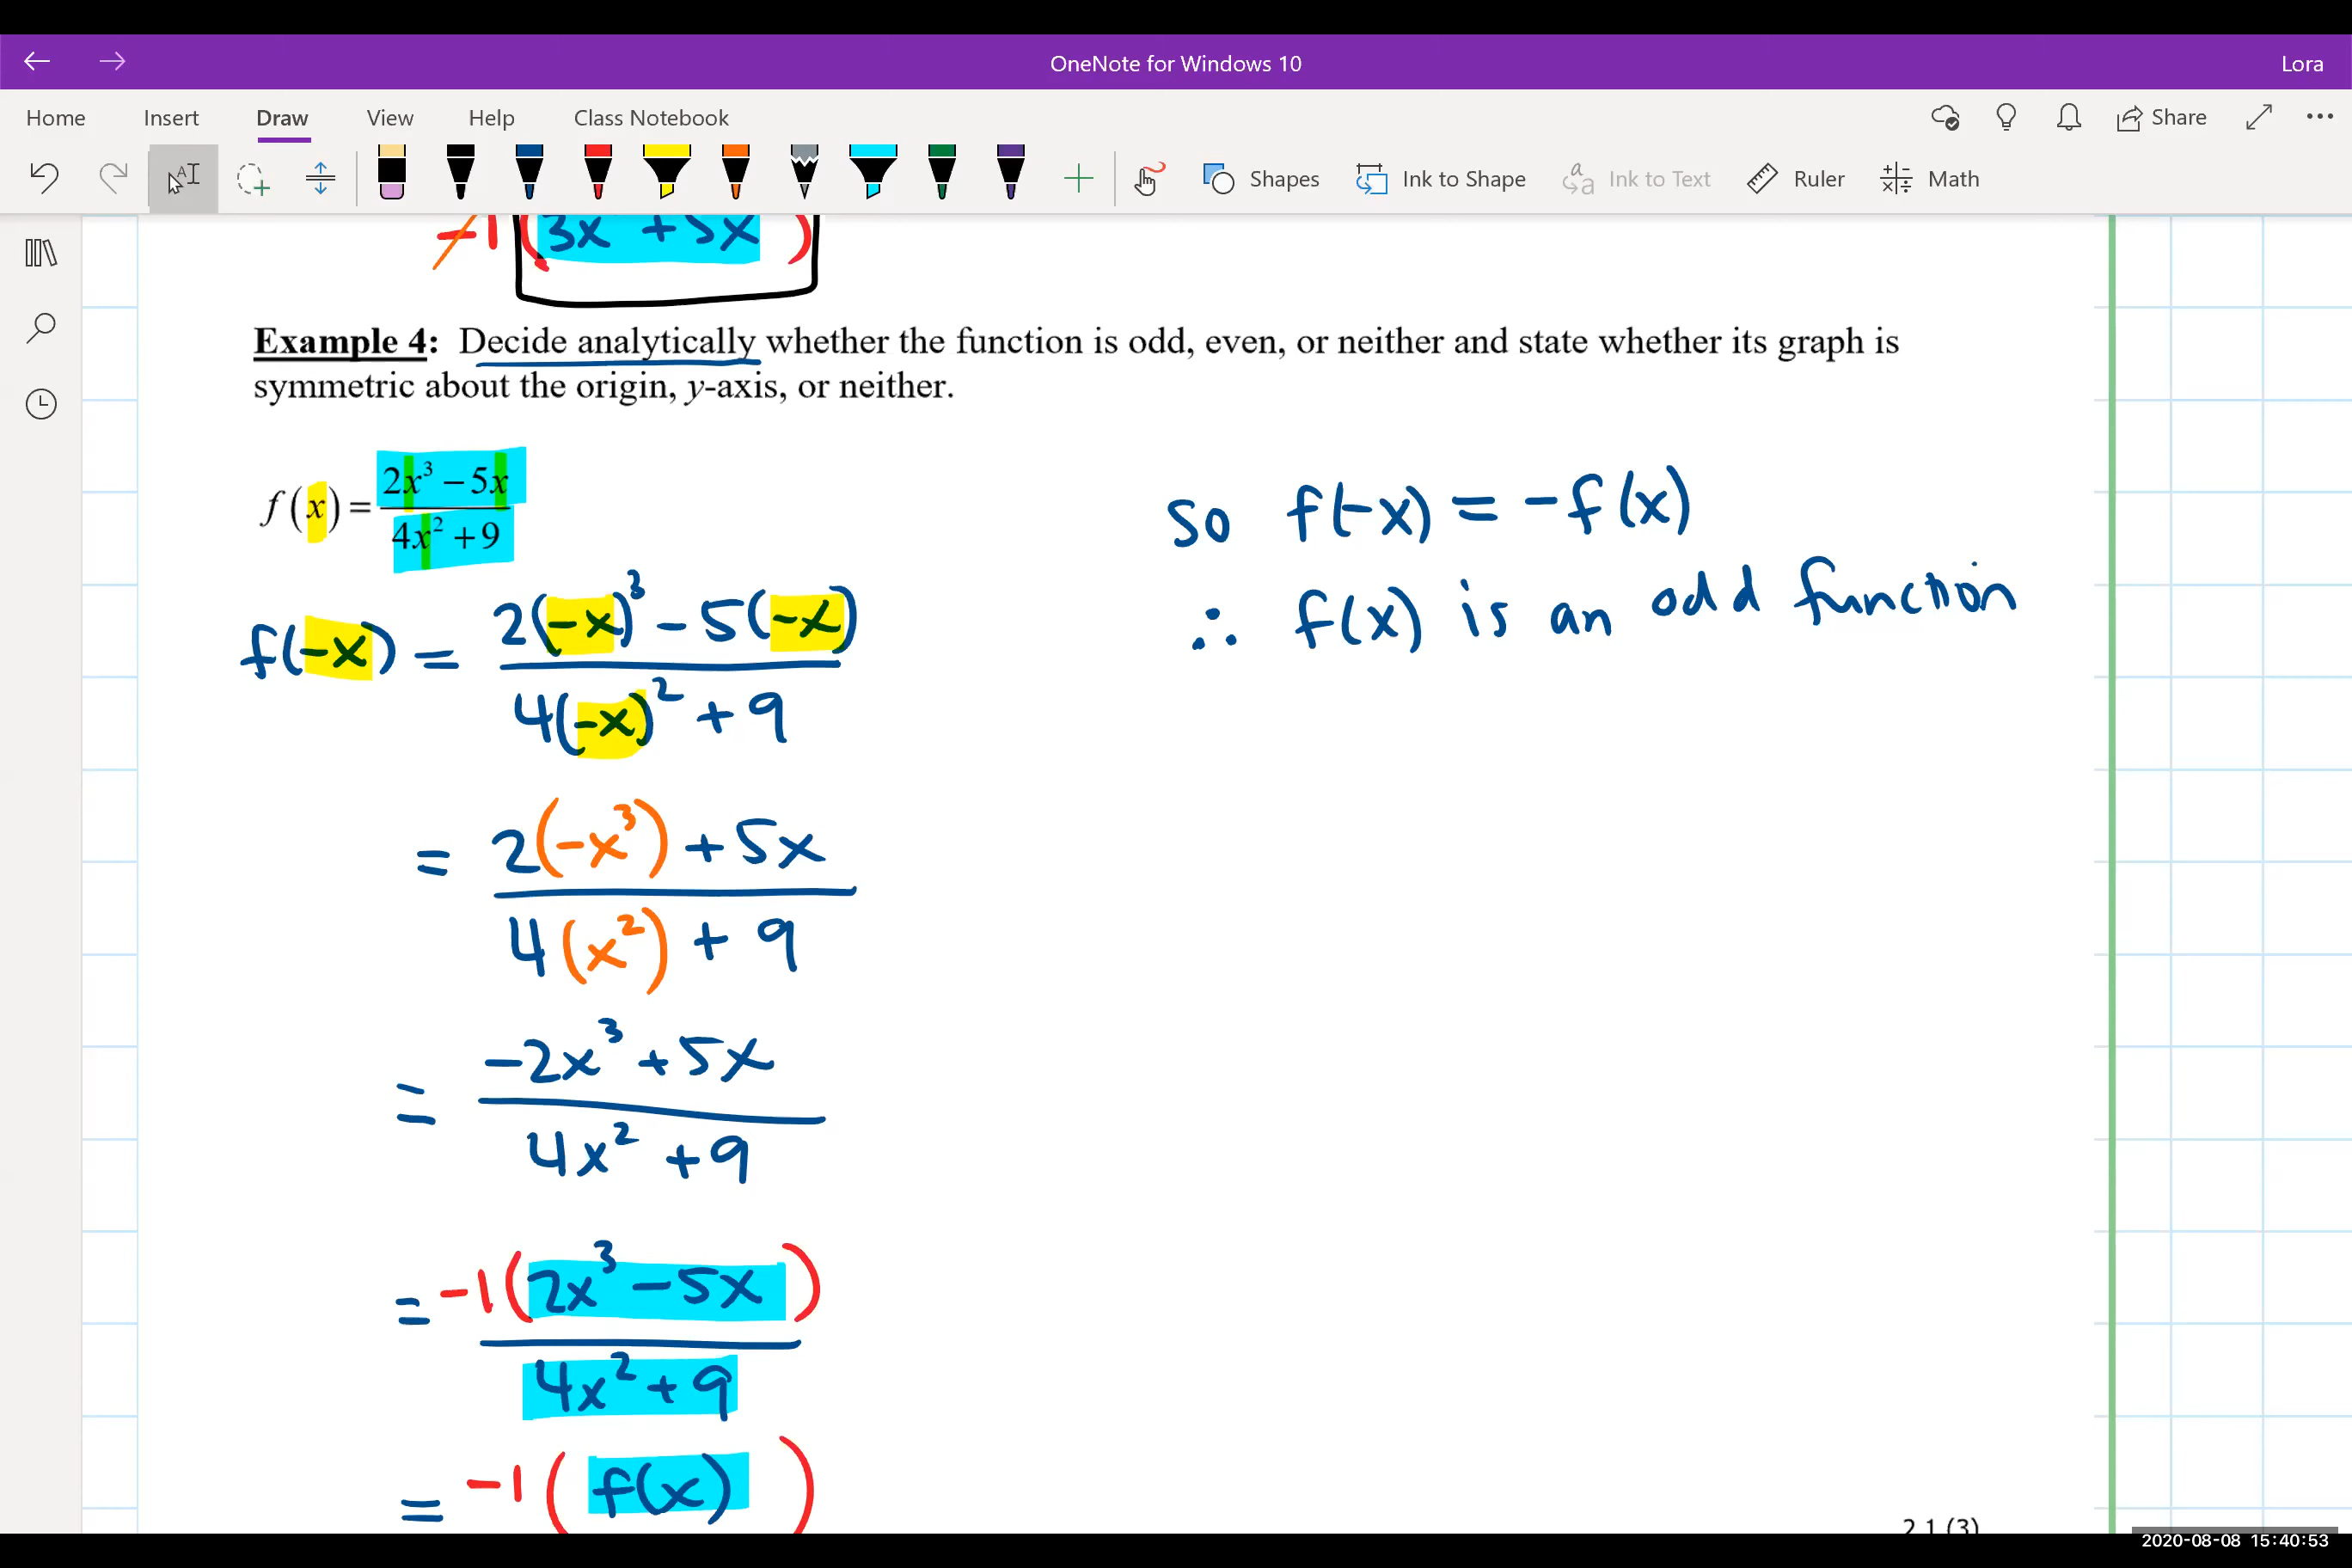 OneNote for Windows 10
Lora
Home Insert Draw View Help Class Notebook
Share
Shapes Ink to Shape Ink to Text Ruler Math
-1 ( 3x + 5x )
Example 4: Decide analytically whether the function is odd, even, or neither and state whether its graph is
symmetric about the origin, y-axis, or neither.
f(x) = (2x³ − 5x)/(4x² + 9)
f(-x) = (2(-x)³ - 5(-x))/(4(-x)² + 9)
= (2(-x³) + 5x)/(4(x²) + 9)
= (-2x³ + 5x)/(4x² + 9)
= -1(2x³ - 5x)/(4x² + 9)
= -1( f(x) )
so f(-x) = -f(x)
∴ f(x) is an odd function
2.1 (3)
2020-08-08 15:40:53